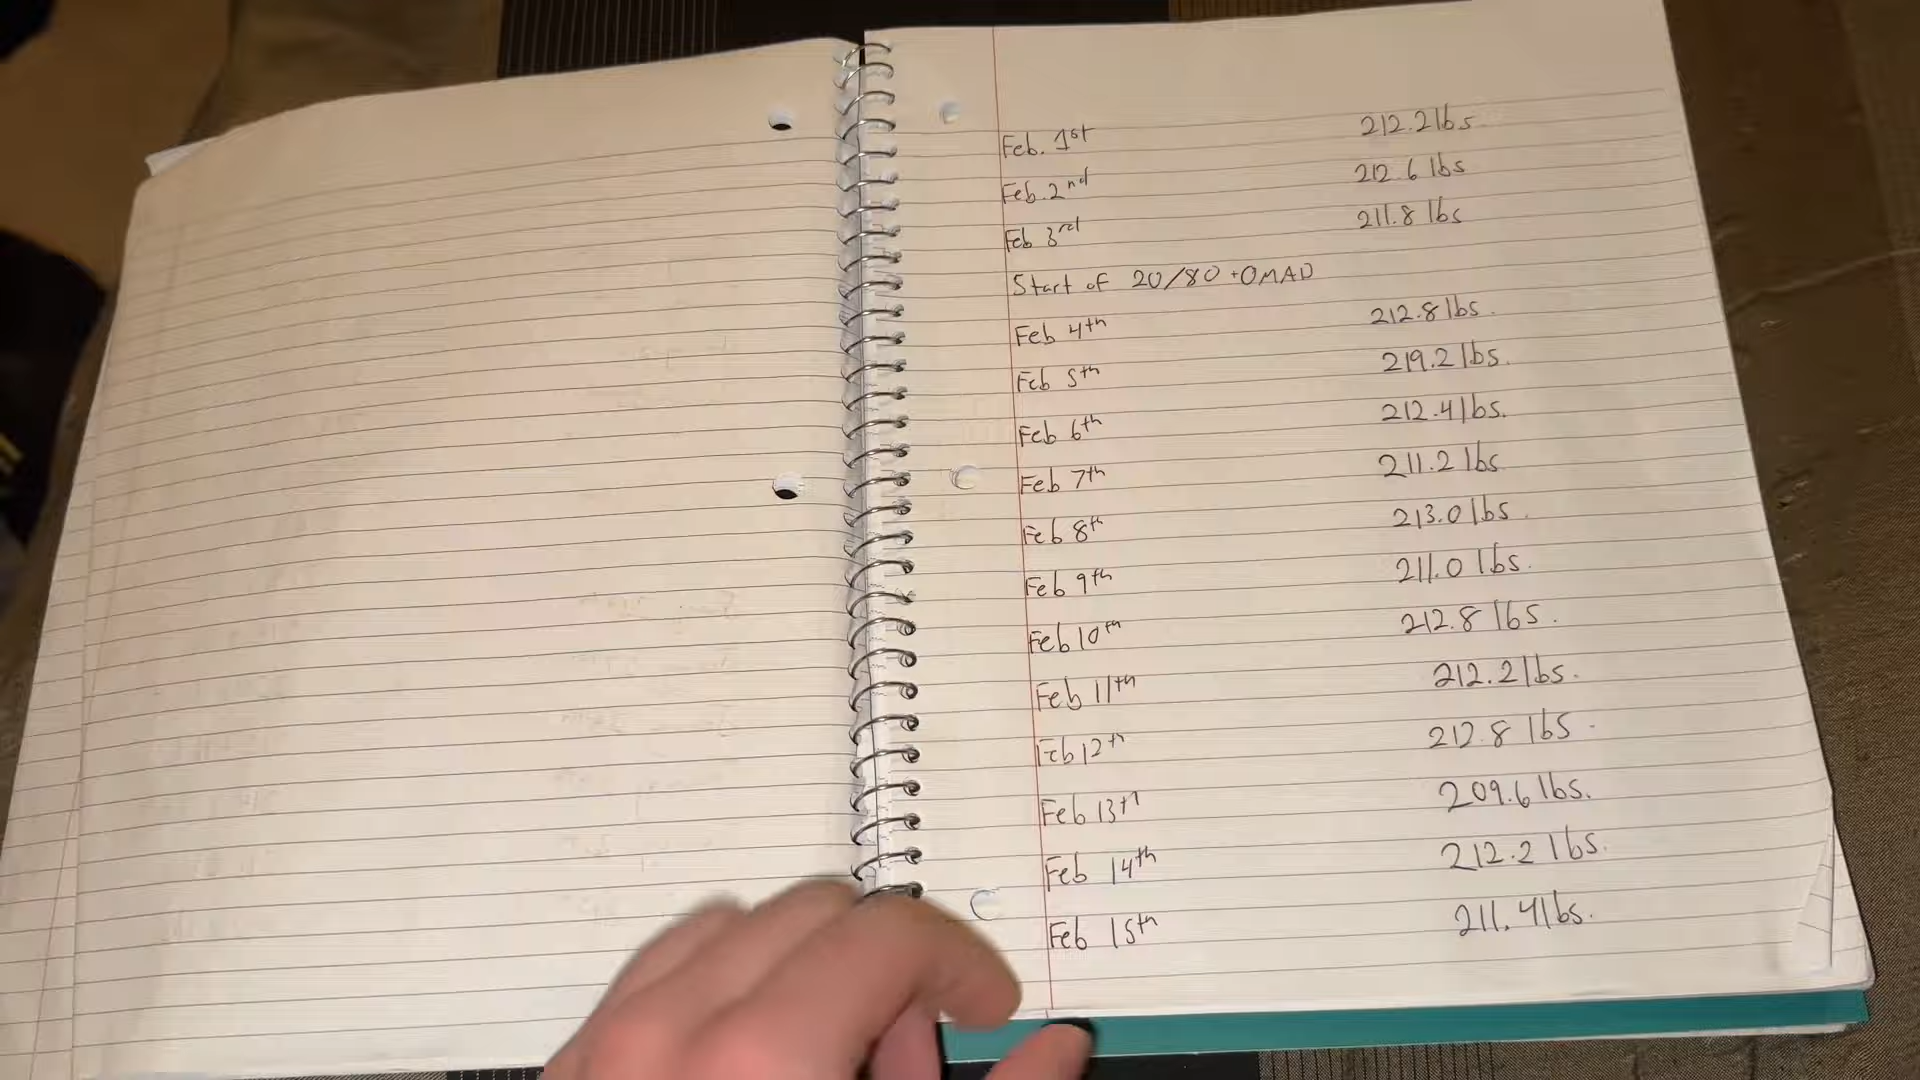 Feb. 1st 212.2lbs.
Feb. 2nd 212.6 lbs
Feb 3rd 211.8 lbs
Start of 20/80 + OMAD
Feb 4th 212.8lbs.
Feb 5th 219.2lbs.
Feb 6th 212.4lbs.
Feb 7th 211.2 lbs
Feb 8th 213.0 lbs.
Feb 9th 211.0 lbs.
Feb 10th 212.8 lbs.
Feb 11th 212.2lbs.
Feb 12th 212.8 lbs.
Feb 13th 209.6 lbs.
Feb 14th 212.2 lbs.
Feb 15th 211.4lbs.